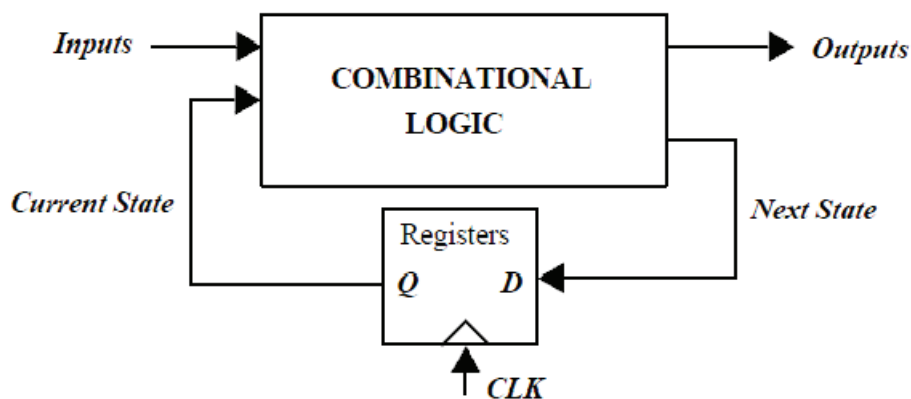 Inputs
COMBINATIONAL
LOGIC
Outputs
Current State
Next State
Registers
Q
D
CLK